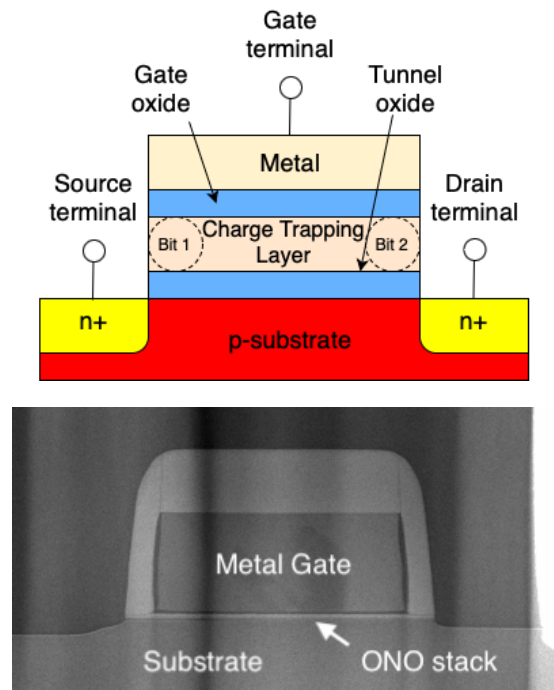 Gate
terminal
Gate
oxide
Tunnel
oxide
Metal
Source
terminal
Drain
terminal
Charge Trapping
Layer
Bit 1
Bit 2
n+
p-substrate
n+
Metal Gate
Substrate
ONO stack